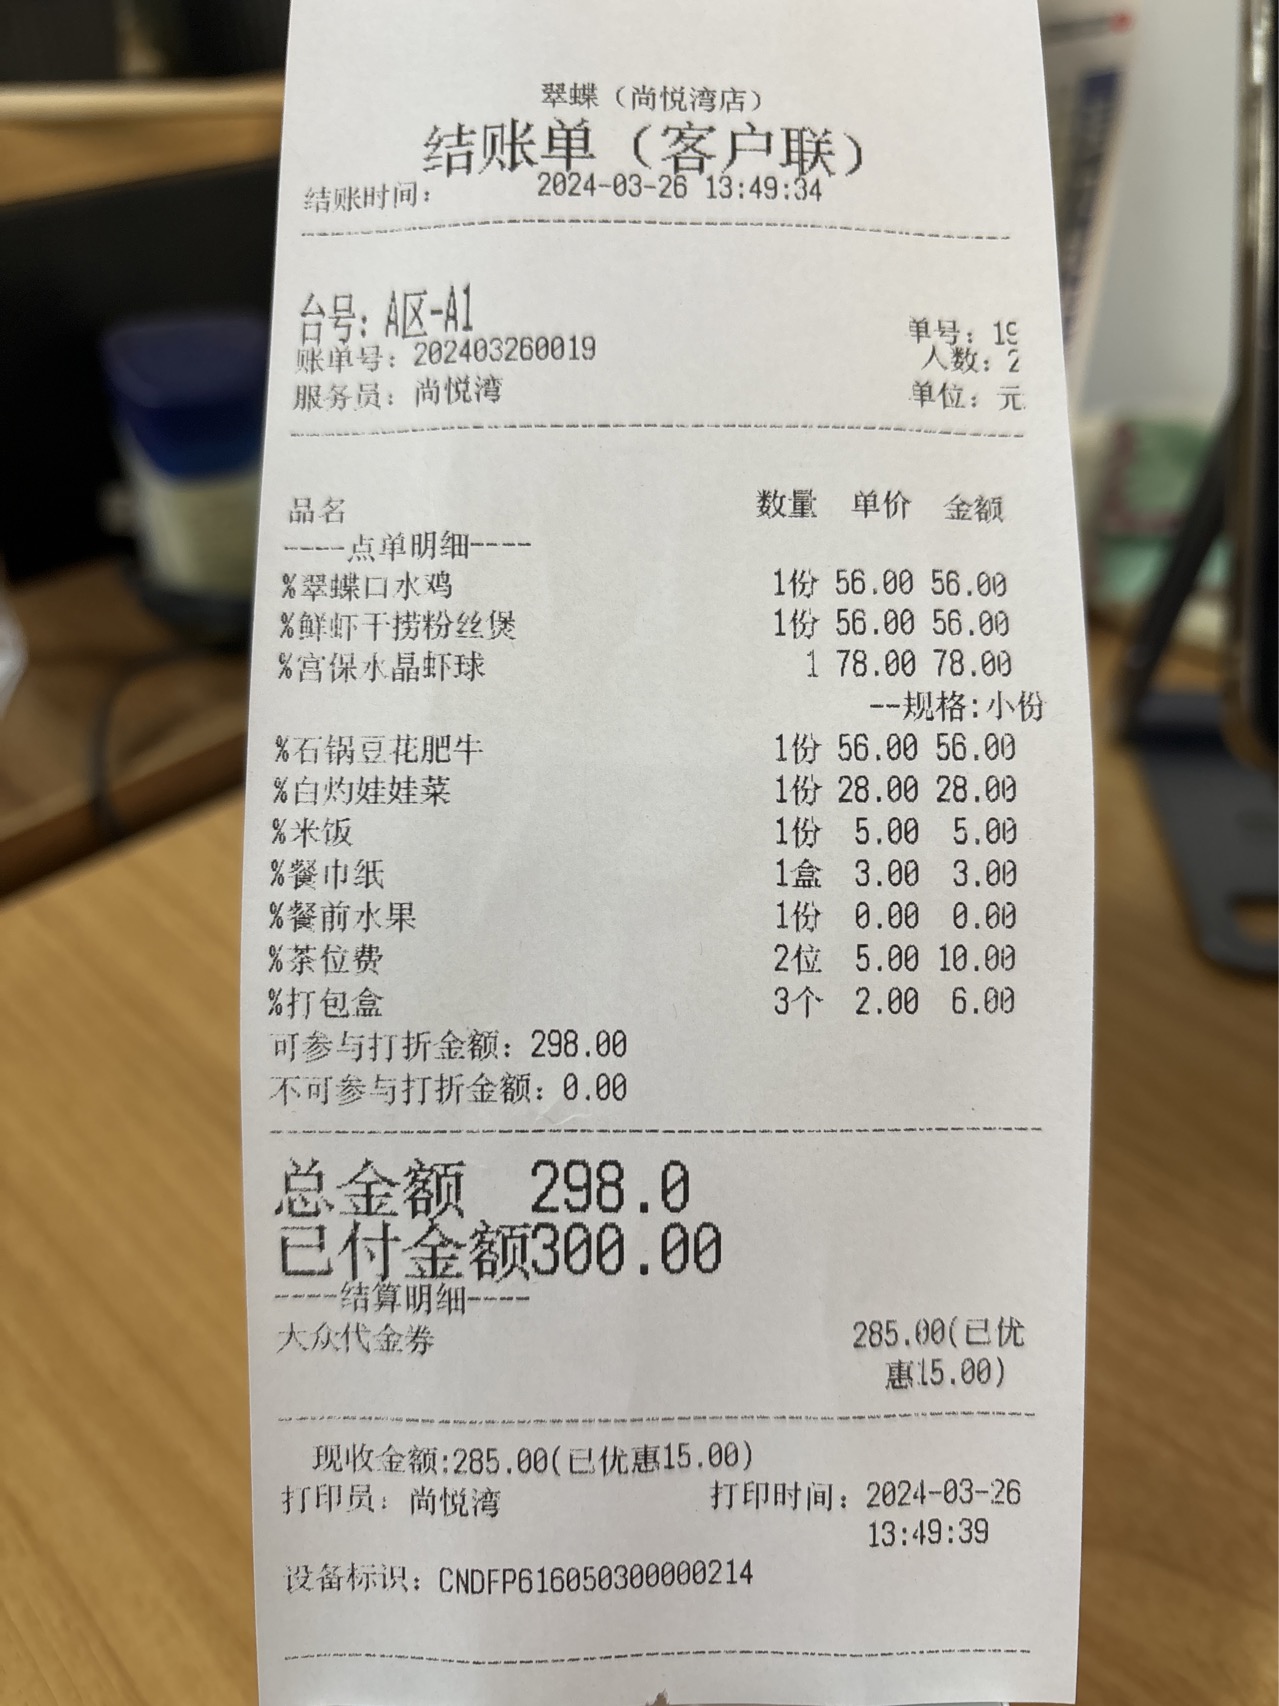 翠蝶（尚悦湾店）
结账单（客户联）
结账时间： 2024-03-26 13:49:34
台号：A区-A1
单号：19
账单号：202403260019
人数：2
服务员：尚悦湾 单位：元
品名 数量 单价 金额
----点单明细----
%翠蝶口水鸡 1份 56.00 56.00
%鲜虾干捞粉丝煲 1份 56.00 56.00
%宫保水晶虾球 1 78.00 78.00
--规格:小份
%石锅豆花肥牛 1份 56.00 56.00
%白灼娃娃菜 1份 28.00 28.00
%米饭 1份 5.00 5.00
%餐巾纸 1盒 3.00 3.00
%餐前水果 1份 0.00 0.00
%茶位费 2位 5.00 10.00
%打包盒 3个 2.00 6.00
可参与打折金额：298.00
不可参与打折金额：0.00
总金额 298.0
已付金额300.00
----结算明细----
大众代金券 285.00(已优
惠15.00)
现收金额:285.00(已优惠15.00)
打印员：尚悦湾 打印时间：2024-03-26
13:49:39
设备标识：CNDFP616050300000214